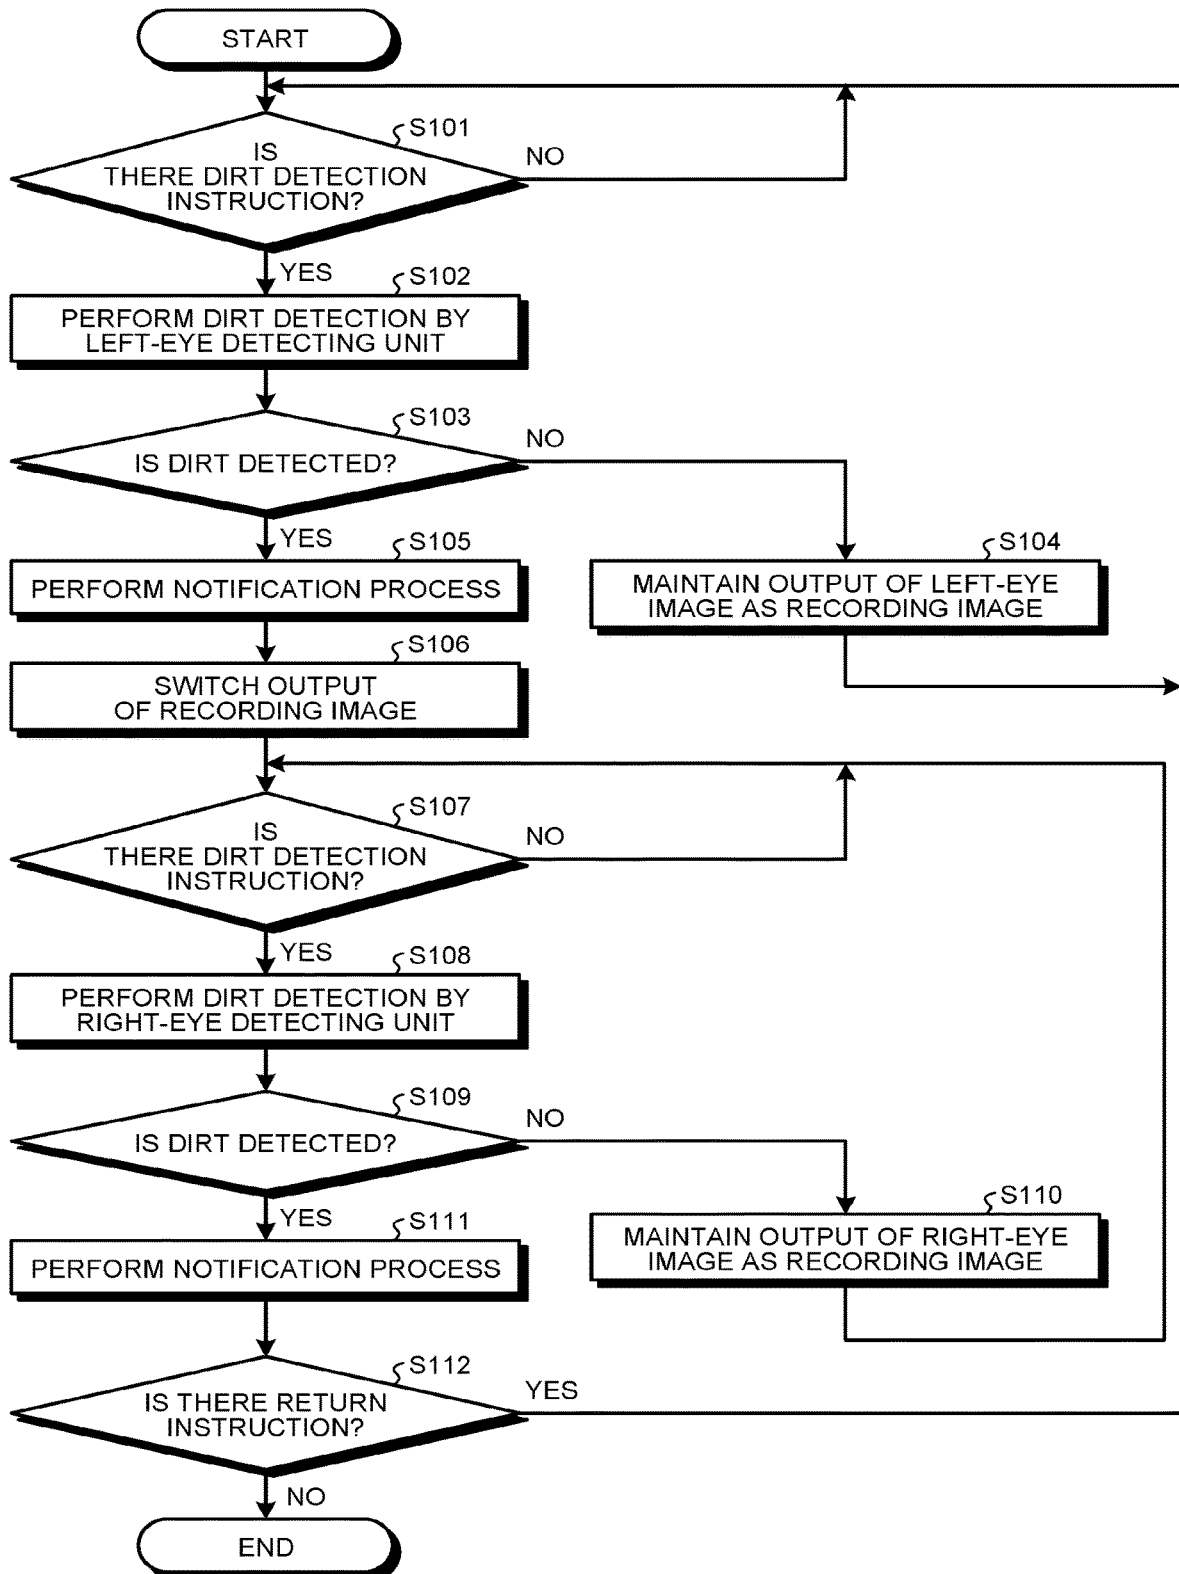 START
S101
IS
THERE DIRT DETECTION
INSTRUCTION?
NO
YES
S102
PERFORM DIRT DETECTION BY
LEFT-EYE DETECTING UNIT
S103
IS DIRT DETECTED?
NO
YES
S105
PERFORM NOTIFICATION PROCESS
S104
MAINTAIN OUTPUT OF LEFT-EYE
IMAGE AS RECORDING IMAGE
S106
SWITCH OUTPUT
OF RECORDING IMAGE
S107
IS
THERE DIRT DETECTION
INSTRUCTION?
NO
YES
S108
PERFORM DIRT DETECTION BY
RIGHT-EYE DETECTING UNIT
S109
IS DIRT DETECTED?
NO
YES
S111
PERFORM NOTIFICATION PROCESS
S110
MAINTAIN OUTPUT OF RIGHT-EYE
IMAGE AS RECORDING IMAGE
S112
IS THERE RETURN
INSTRUCTION?
YES
NO
END